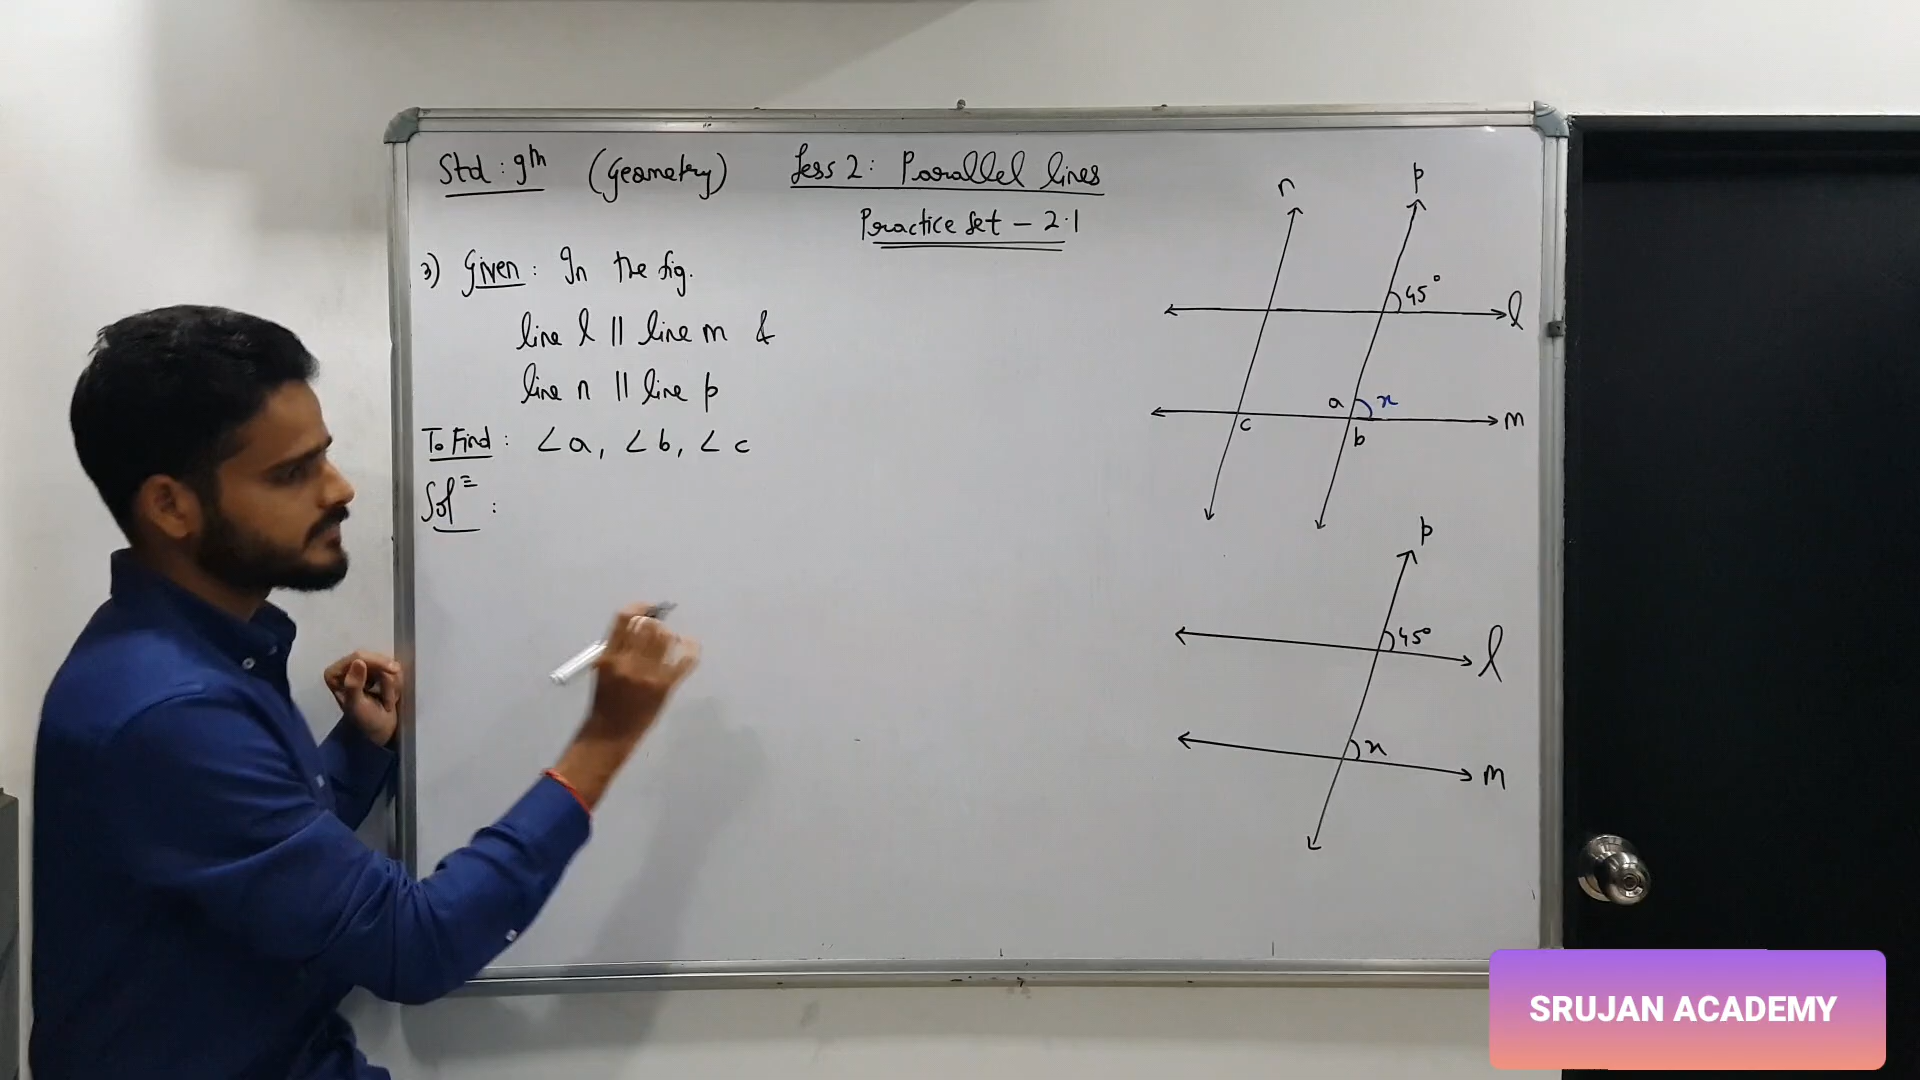 Std : 9th (Geometry) Less 2 : Parallel lines
Practice Set – 2.1
3) Given : In the fig.
line l || line m &
line n || line p
To Find : ∠a, ∠b, ∠c
Solⁿ :
n p
45° l
a x m
c b
p
45° l
x m
SRUJAN ACADEMY